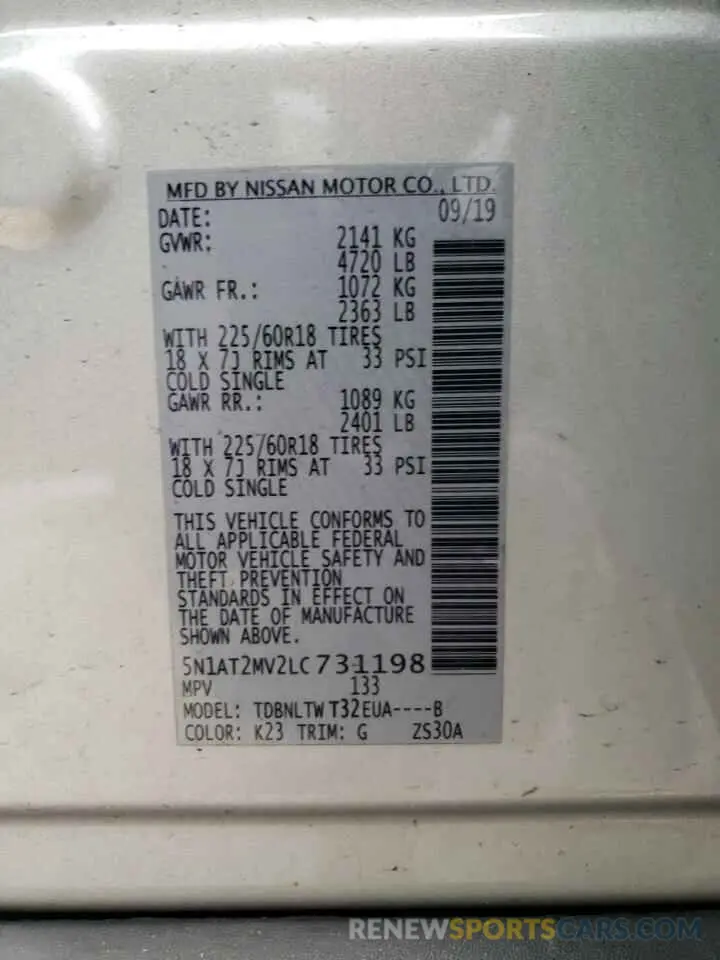 MFD BY NISSAN MOTOR CO., LTD.
DATE: 09/19
GVWR: 2141 KG
4720 LB
GAWR FR.: 1072 KG
2363 LB
WITH 225/60R18 TIRES
18 X 7J RIMS AT 33 PSI
COLD SINGLE
GAWR RR.: 1089 KG
2401 LB
WITH 225/60R18 TIRES
18 X 7J RIMS AT 33 PSI
COLD SINGLE
THIS VEHICLE CONFORMS TO
ALL APPLICABLE FEDERAL
MOTOR VEHICLE SAFETY AND
THEFT PREVENTION
STANDARDS IN EFFECT ON
THE DATE OF MANUFACTURE
SHOWN ABOVE.
5N1AT2MV2LC731198
MPV 133
MODEL: TDBNLTW T32EUA----B
COLOR: K23 TRIM: G ZS30A
RENEWSPORTSCARS.COM